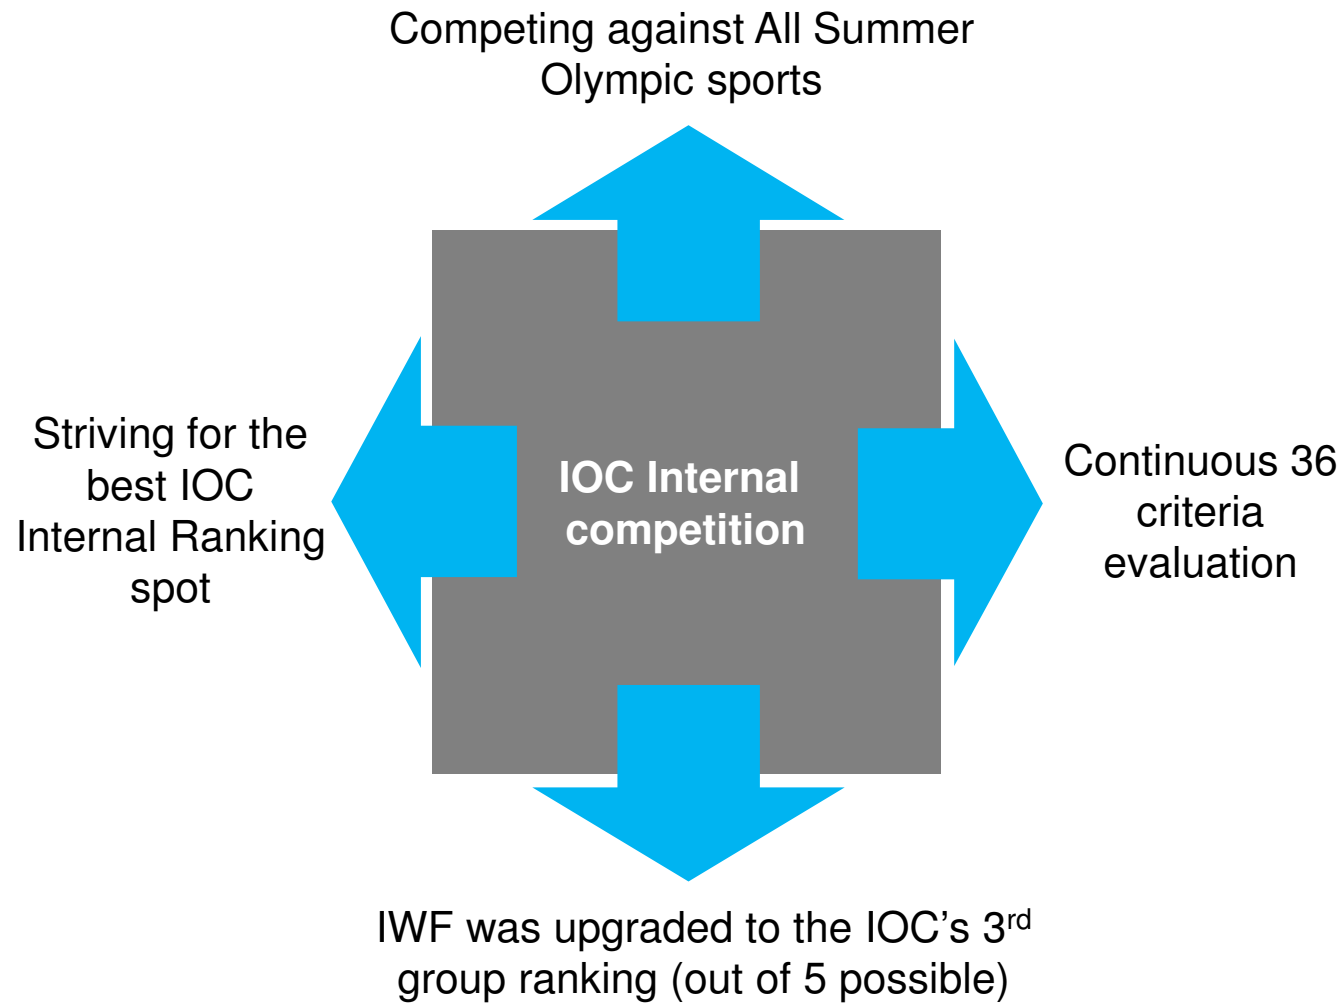 Competing against All Summer
Olympic sports
Striving for the
best IOC
Internal Ranking
spot
IOC Internal
competition
Continuous 36
criteria
evaluation
IWF was upgraded to the IOC’s 3rd
group ranking (out of 5 possible)